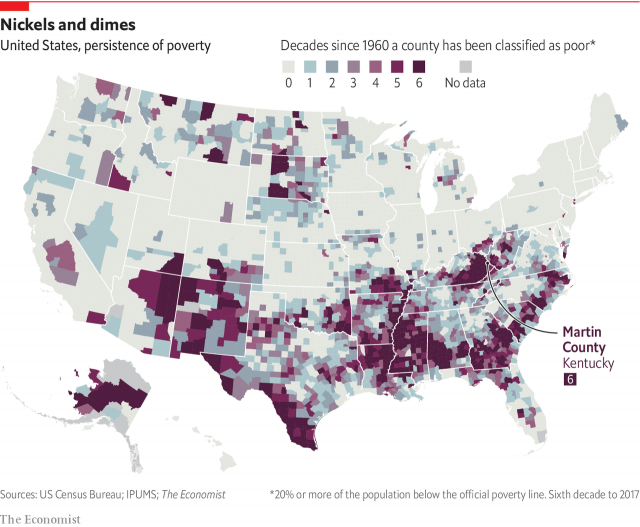 Nickels and dimes
United States, persistence of poverty
Decades since 1960 a county has been classified as poor*
0 1 2 3 4 5 6 No data
Martin
County
Kentucky
6
Sources: US Census Bureau; IPUMS; The Economist
*20% or more of the population below the official poverty line. Sixth decade to 2017
The Economist